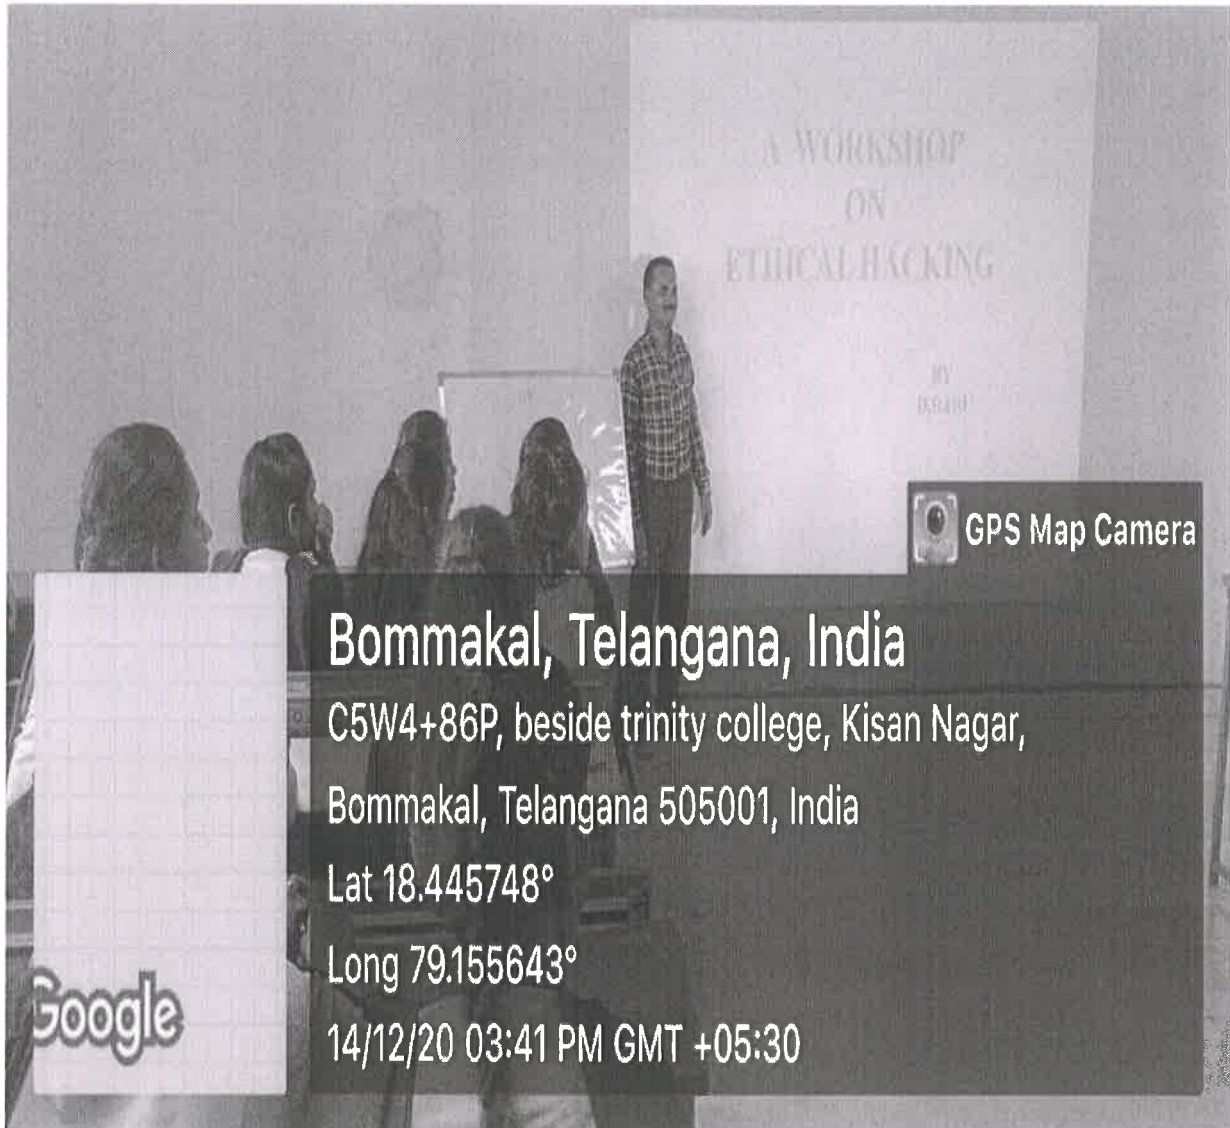 A WORKSHOP
ON
ETHICAL HACKING
BY
GPS Map Camera
Bommakal, Telangana, India
C5W4+86P, beside trinity college, Kisan Nagar,
Bommakal, Telangana 505001, India
Lat 18.445748°
Long 79.155643°
14/12/20 03:41 PM GMT +05:30
Google